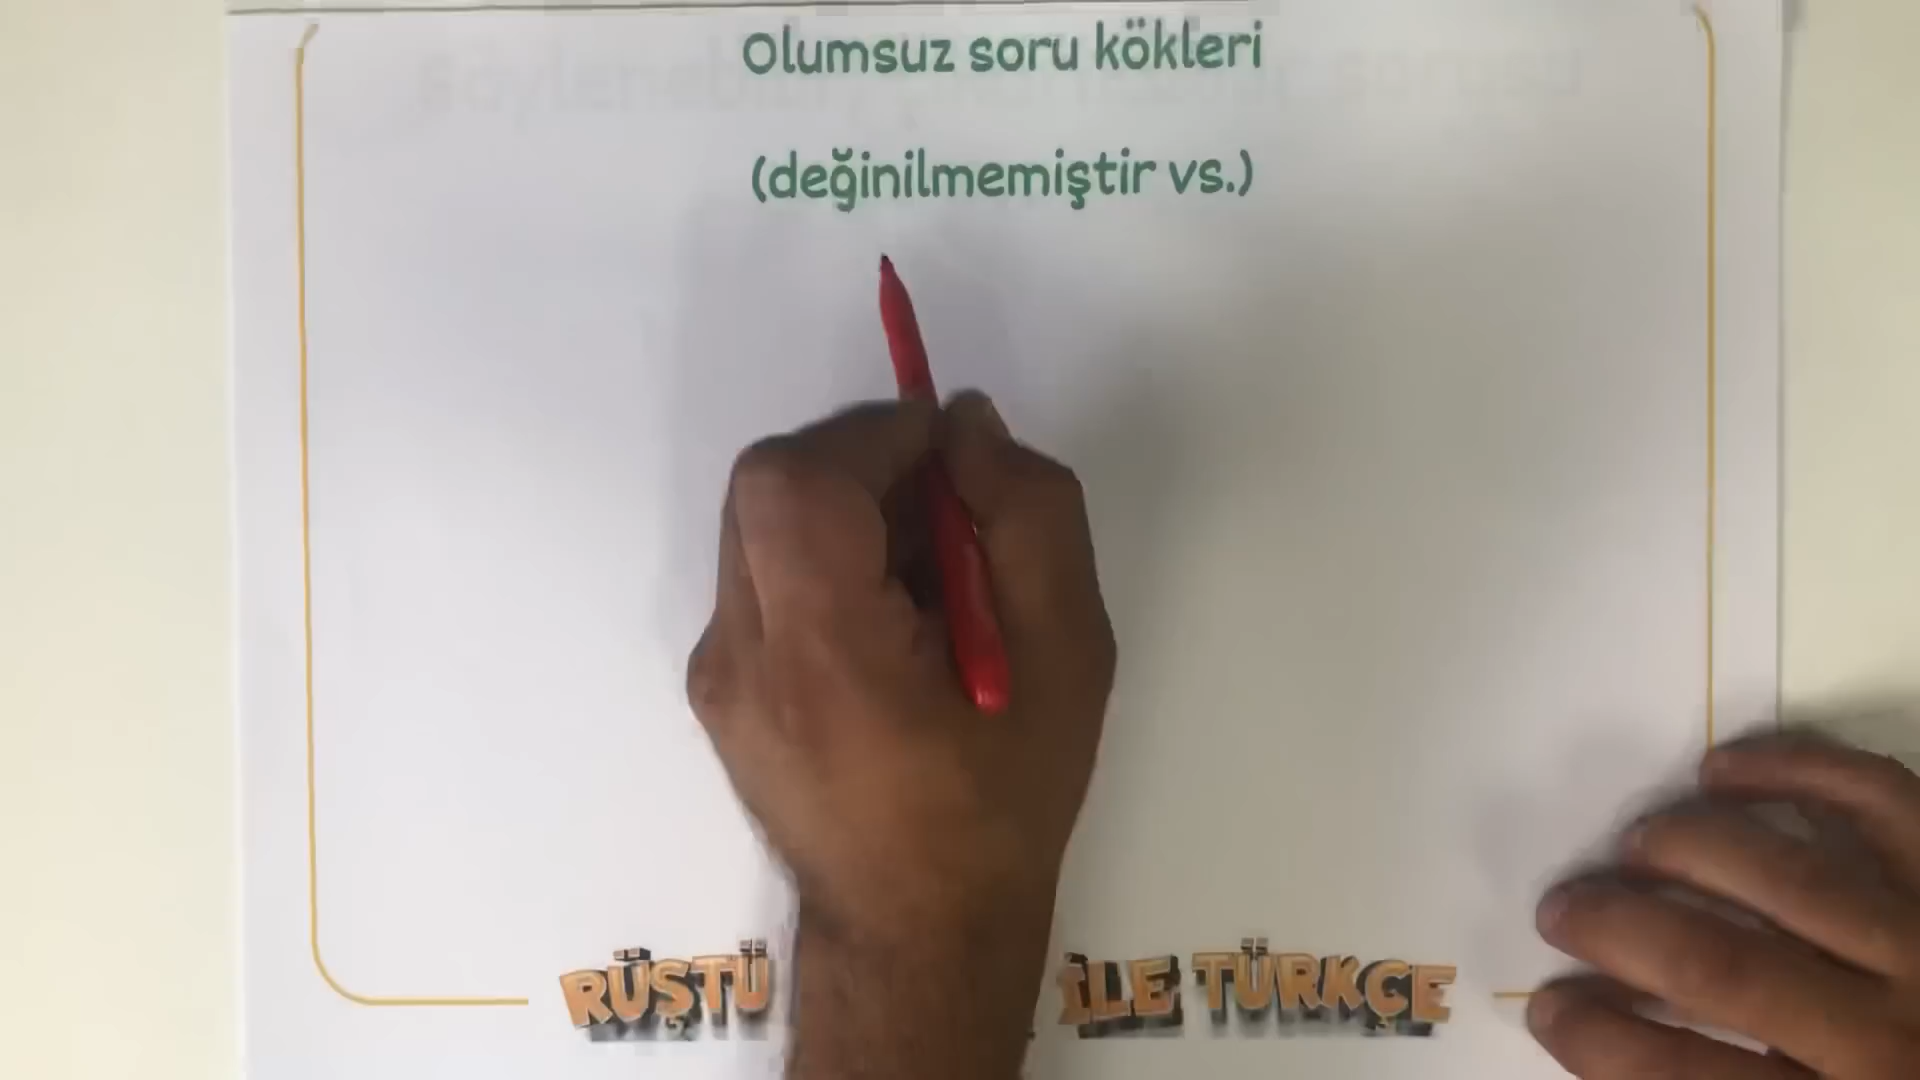 Olumsuz soru kökleri
(değinilmemiştir vs.)
RÜŞTÜ İLE TÜRKÇE